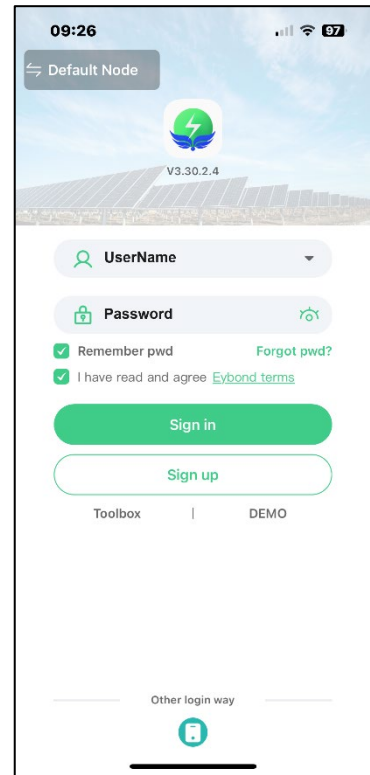 09:26
97
Default Node
V3.30.2.4
UserName
Password
Remember pwd Forgot pwd?
I have read and agree Eybond terms
Sign in
Sign up
Toolbox | DEMO
Other login way